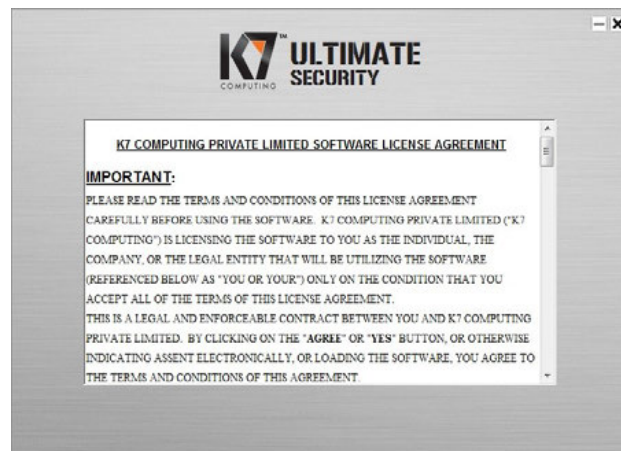 K7™ ULTIMATE
COMPUTING SECURITY
K7 COMPUTING PRIVATE LIMITED SOFTWARE LICENSE AGREEMENT
IMPORTANT:
PLEASE READ THE TERMS AND CONDITIONS OF THIS LICENSE AGREEMENT
CAREFULLY BEFORE USING THE SOFTWARE. K7 COMPUTING PRIVATE LIMITED ("K7
COMPUTING") IS LICENSING THE SOFTWARE TO YOU AS THE INDIVIDUAL, THE
COMPANY, OR THE LEGAL ENTITY THAT WILL BE UTILIZING THE SOFTWARE
(REFERENCED BELOW AS "YOU OR YOUR") ONLY ON THE CONDITION THAT YOU
ACCEPT ALL OF THE TERMS OF THIS LICENSE AGREEMENT.
THIS IS A LEGAL AND ENFORCEABLE CONTRACT BETWEEN YOU AND K7 COMPUTING
PRIVATE LIMITED. BY CLICKING ON THE "AGREE" OR "YES" BUTTON, OR OTHERWISE
INDICATING ASSENT ELECTRONICALLY, OR LOADING THE SOFTWARE, YOU AGREE TO
THE TERMS AND CONDITIONS OF THIS AGREEMENT.